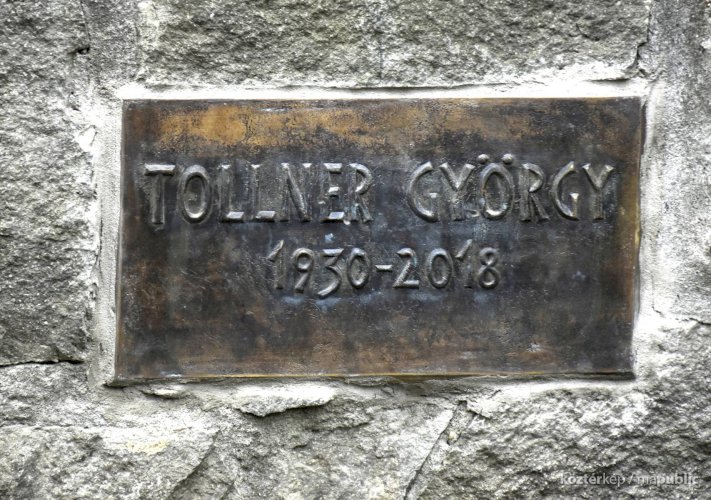 TOLLNER GYÖRGY
1930-2018
köztérkép / mapublic